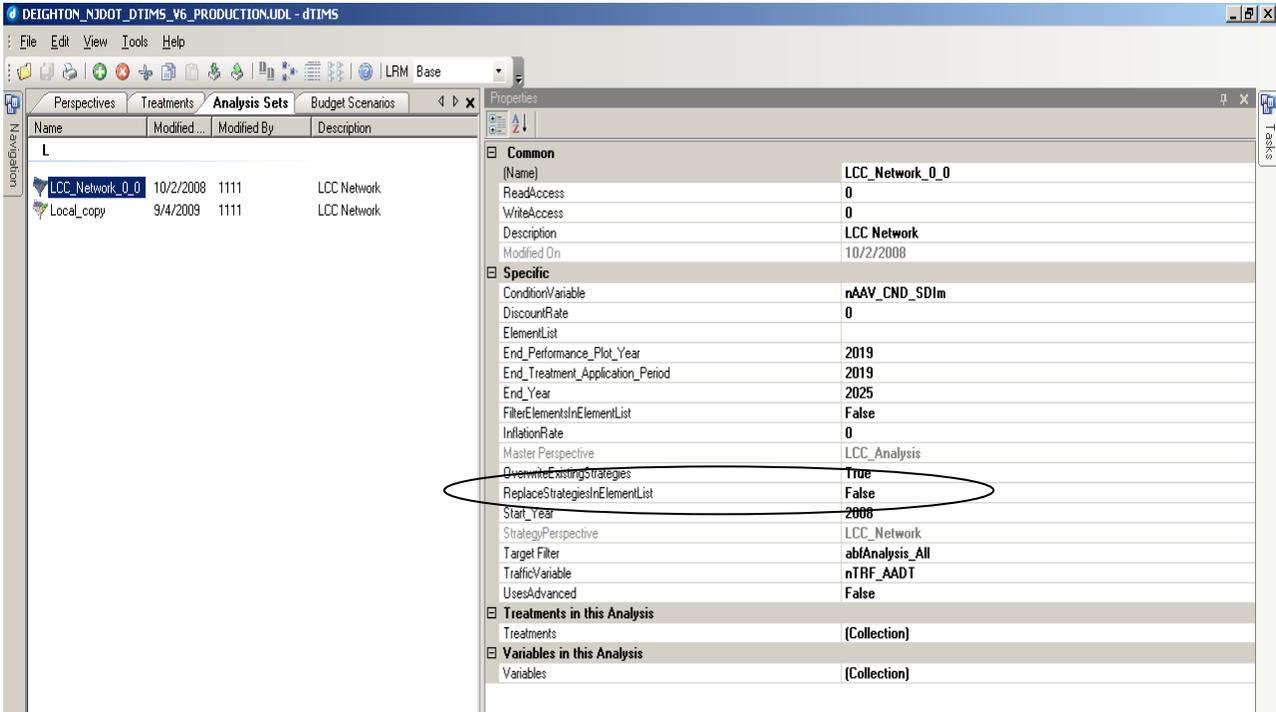 DEIGHTON_NJDOT_DTIMS_V6_PRODUCTION.UDL - dTIMS
File Edit View Tools Help
LRM Base
Perspectives Treatments Analysis Sets Budget Scenarios
Name Modified ... Modified By Description
L
LCC_Network_0_0 10/2/2008 1111 LCC Network
Local_copy 9/4/2009 1111 LCC Network
Navigation
Properties
Common
(Name) LCC_Network_0_0
ReadAccess 0
WriteAccess 0
Description LCC Network
Modified On 10/2/2008
Specific
ConditionVariable nAAV_CND_SDIm
DiscountRate 0
ElementList
End_Performance_Plot_Year 2019
End_Treatment_Application_Period 2019
End_Year 2025
FilterElementsInElementList False
InflationRate 0
Master Perspective LCC_Analysis
OverwriteExistingStrategies True
ReplaceStrategiesInElementList False
Start_Year 2008
StrategyPerspective LCC_Network
Target Filter abfAnalysis_All
TrafficVariable nTRF_AADT
UsesAdvanced False
Treatments in this Analysis
Treatments (Collection)
Variables in this Analysis
Variables (Collection)
Tasks